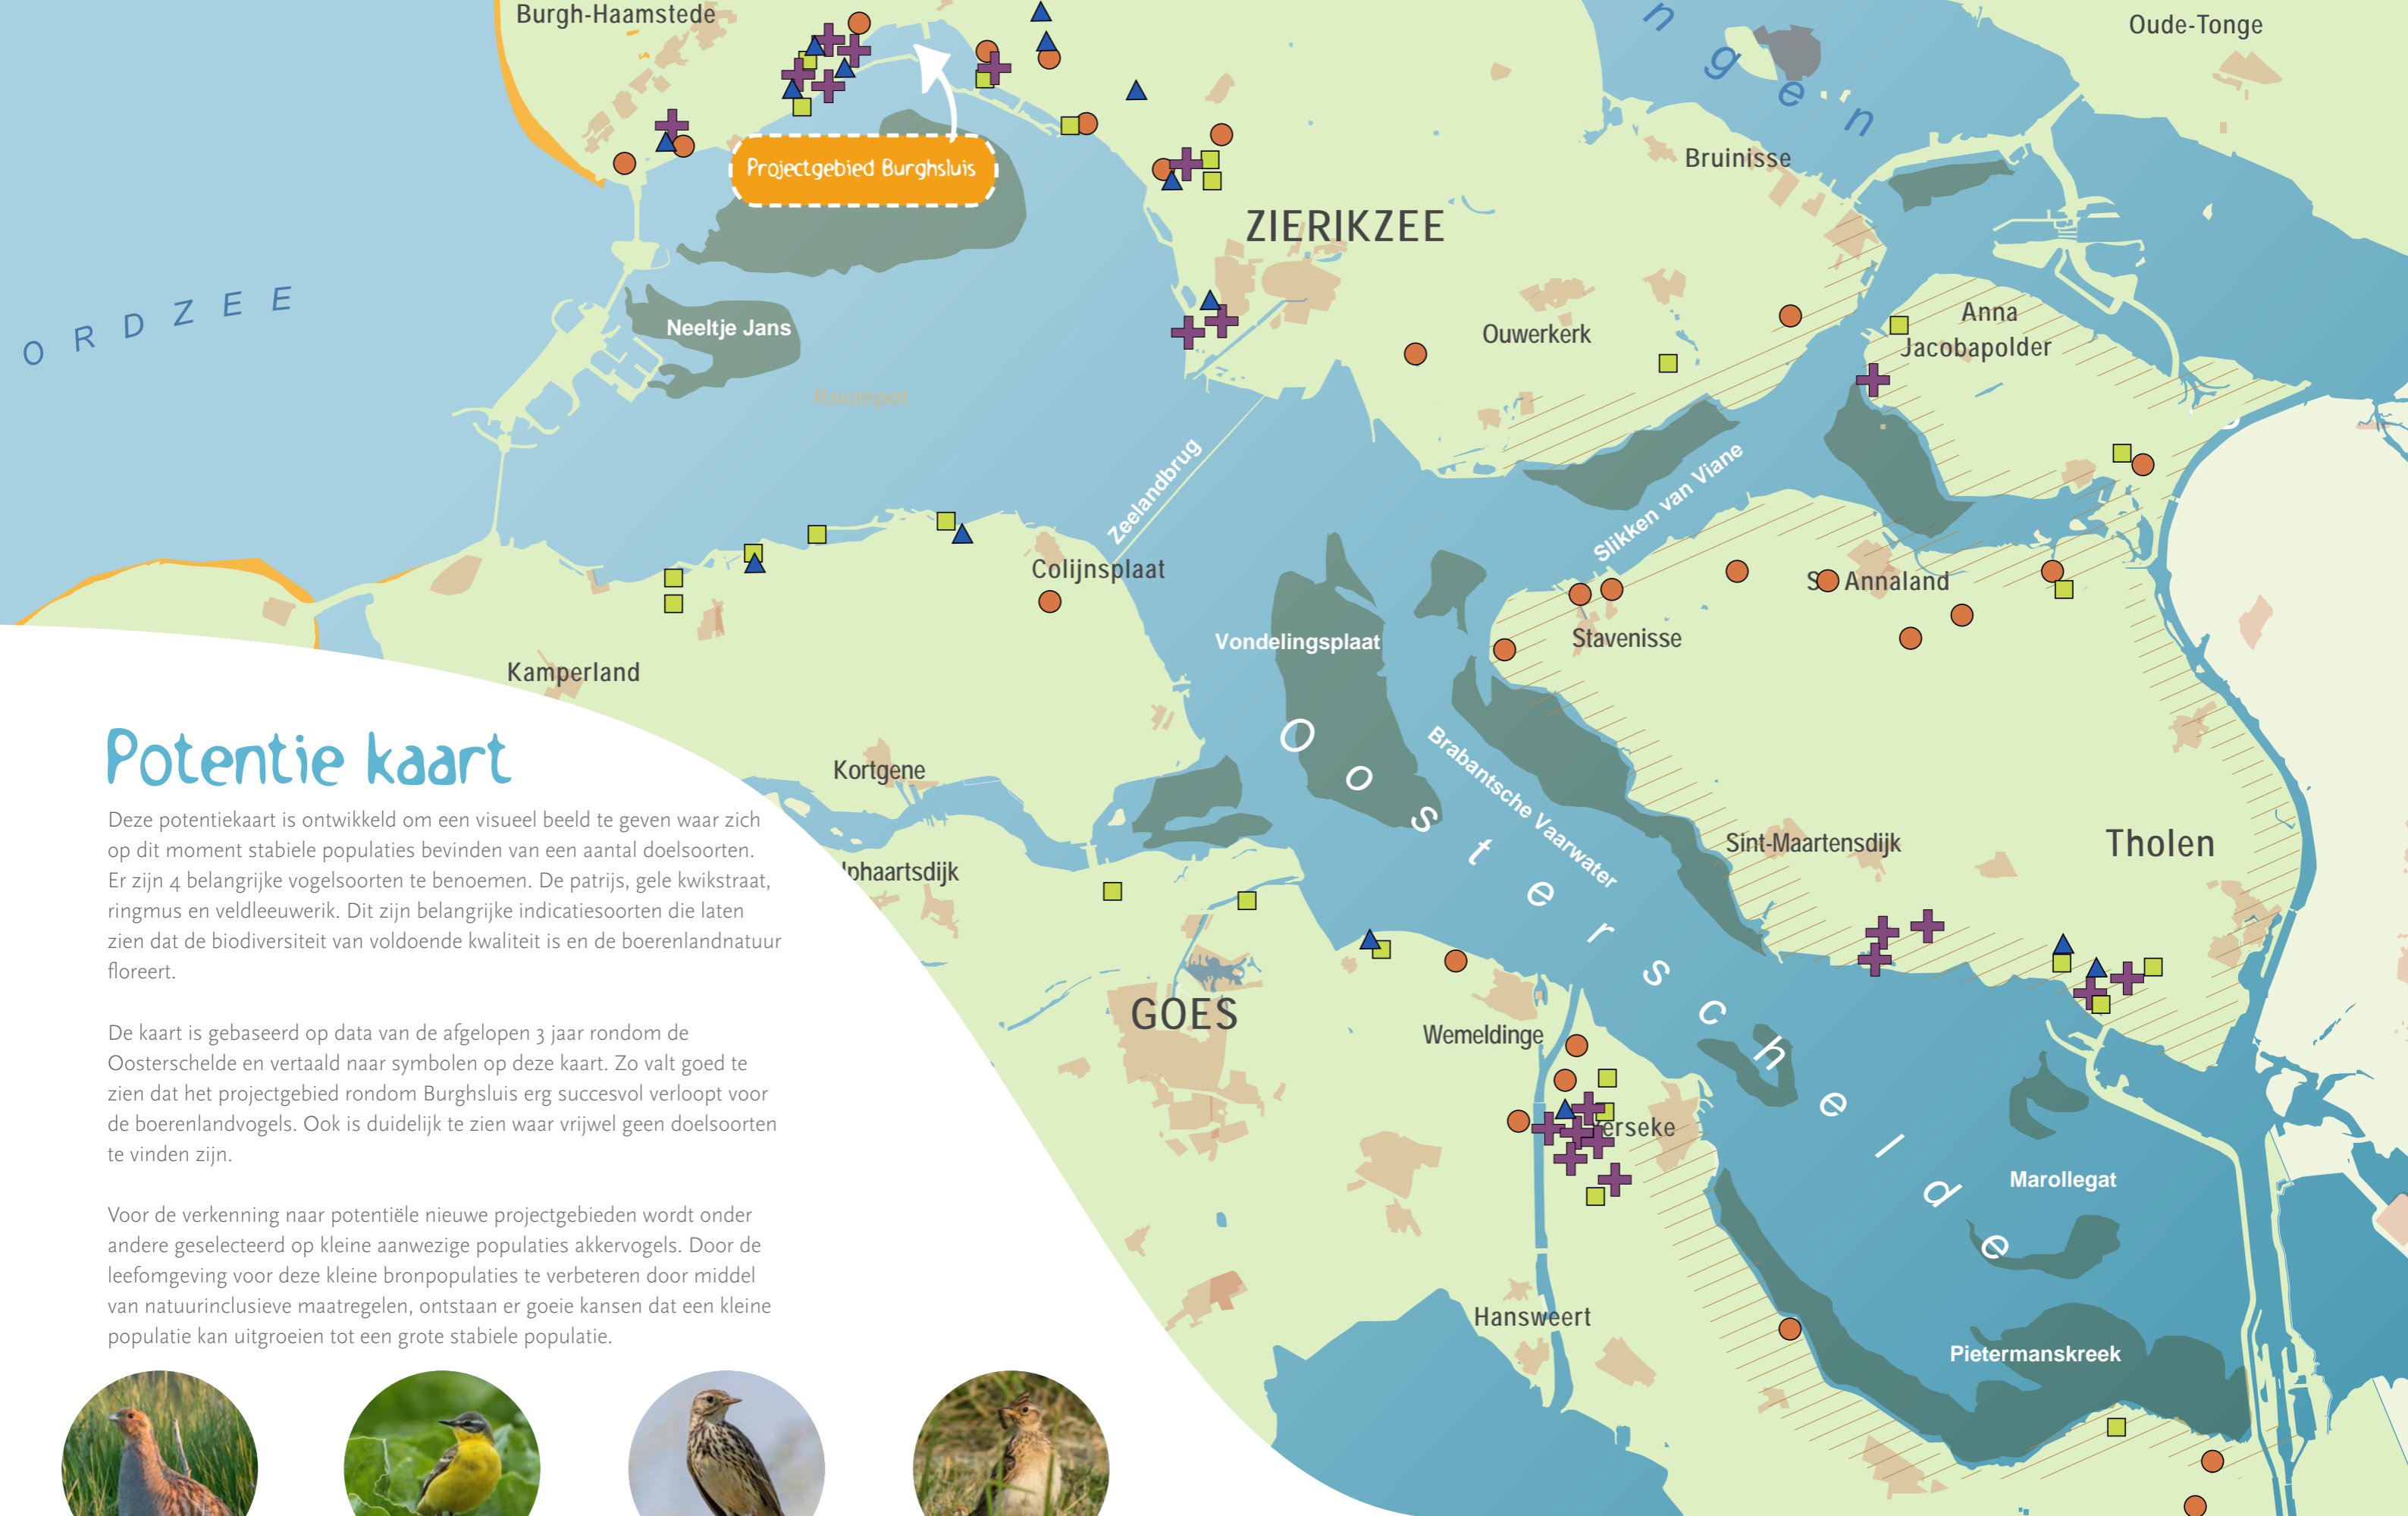 Burgh-Haamstede
Oude-Tonge
ngen
Projectgebied Burghsluis
Bruinisse
ZIERIKZEE
ORDZEE
Neeltje Jans
Anna
Jacobapolder
Ouwerkerk
Roompot
Zeelandbrug
Slikken van Viane
Colijnsplaat
Annaland
Vondelingsplaat
Stavenisse
Kamperland
Kortgene
Brabantsche Vaarwater
Oosterschelde
Sint-Maartensdijk
Tholen
lphaartsdijk
GOES
Wemeldinge
erseke
Marollegat
Hansweert
Pietermanskreek
Potentie kaart
Deze potentiekaart is ontwikkeld om een visueel beeld te geven waar zich
op dit moment stabiele populaties bevinden van een aantal doelsoorten.
Er zijn 4 belangrijke vogelsoorten te benoemen. De patrijs, gele kwikstraat,
ringmus en veldleeuwerik. Dit zijn belangrijke indicatiesoorten die laten
zien dat de biodiversiteit van voldoende kwaliteit is en de boerenlandnatuur
floreert.
De kaart is gebaseerd op data van de afgelopen 3 jaar rondom de
Oosterschelde en vertaald naar symbolen op deze kaart. Zo valt goed te
zien dat het projectgebied rondom Burghsluis erg succesvol verloopt voor
de boerenlandvogels. Ook is duidelijk te zien waar vrijwel geen doelsoorten
te vinden zijn.
Voor de verkenning naar potentiële nieuwe projectgebieden wordt onder
andere geselecteerd op kleine aanwezige populaties akkervogels. Door de
leefomgeving voor deze kleine bronpopulaties te verbeteren door middel
van natuurinclusieve maatregelen, ontstaan er goeie kansen dat een kleine
populatie kan uitgroeien tot een grote stabiele populatie.